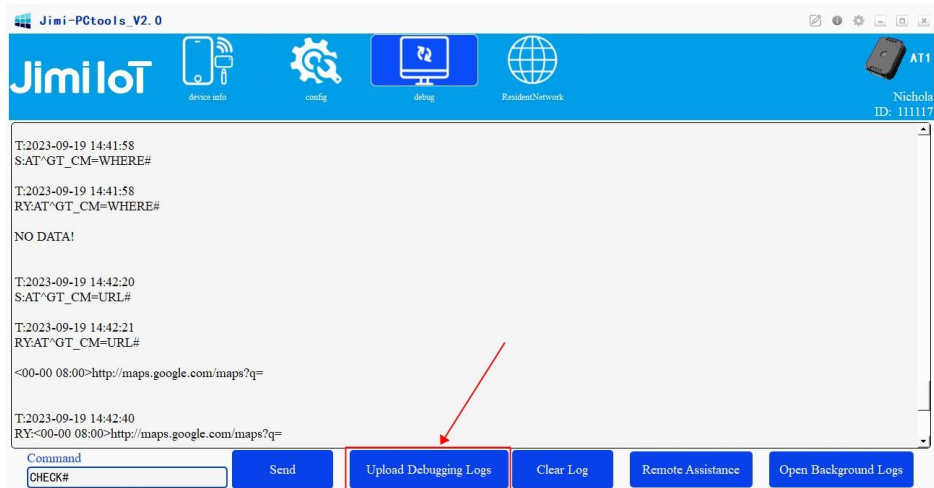 Jimi-PCtools_V2.0
JimiIoT
device info
config
debug
ResidentNetwork
AT1
Nichola
ID: 111117
T:2023-09-19 14:41:58
S:AT^GT_CM=WHERE#
T:2023-09-19 14:41:58
RY:AT^GT_CM=WHERE#
NO DATA!
T:2023-09-19 14:42:20
S:AT^GT_CM=URL#
T:2023-09-19 14:42:21
RY:AT^GT_CM=URL#
<00-00 08:00>http://maps.google.com/maps?q=
T:2023-09-19 14:42:40
RY:<00-00 08:00>http://maps.google.com/maps?q=
Command
CHECK#
Send
Upload Debugging Logs
Clear Log
Remote Assistance
Open Background Logs